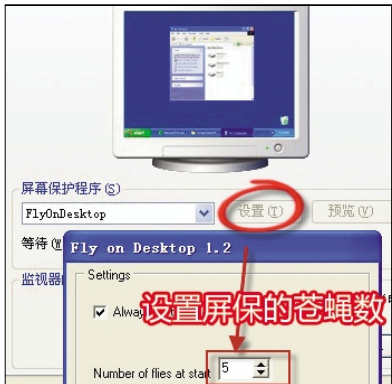 屏幕保护程序(S)
FlyOnDesktop
设置(T)
预览(V)
等待(W
Fly on Desktop 1.2
监视器
Settings
Alway
设置屏保的苍蝇数
Number of flies at start
5